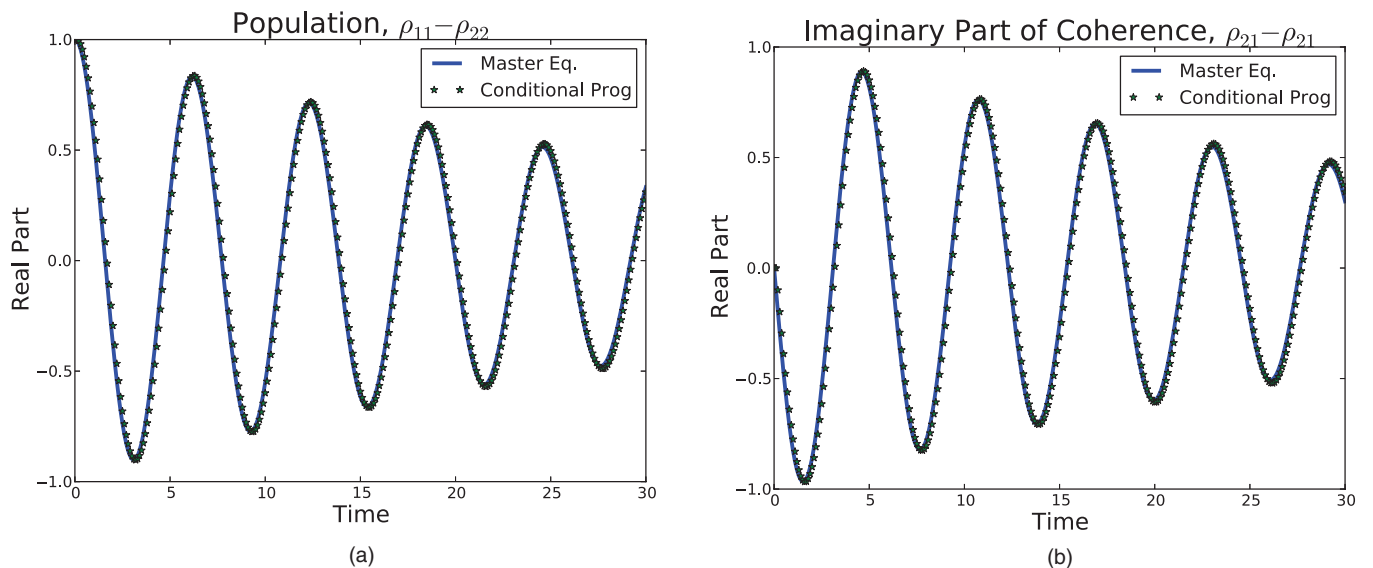 Population, ρ11−ρ22
Master Eq.
Conditional Prog
1.0
0.5
0.0
−0.5
−1.0
Real Part
0 5 10 15 20 25 30
Time
(a)
Imaginary Part of Coherence, ρ21−ρ21
Master Eq.
Conditional Prog
1.0
0.5
0.0
−0.5
−1.0
Real Part
0 5 10 15 20 25 30
Time
(b)